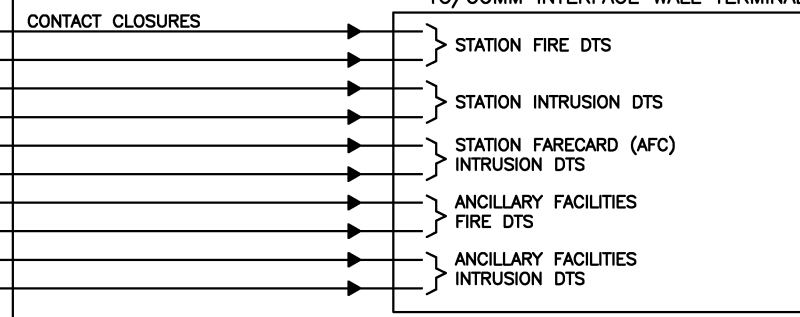 TC/COMM INTERFACE WALL TERMINAL
CONTACT CLOSURES
STATION FIRE DTS
STATION INTRUSION DTS
STATION FARECARD (AFC)
INTRUSION DTS
ANCILLARY FACILITIES
FIRE DTS
ANCILLARY FACILITIES
INTRUSION DTS